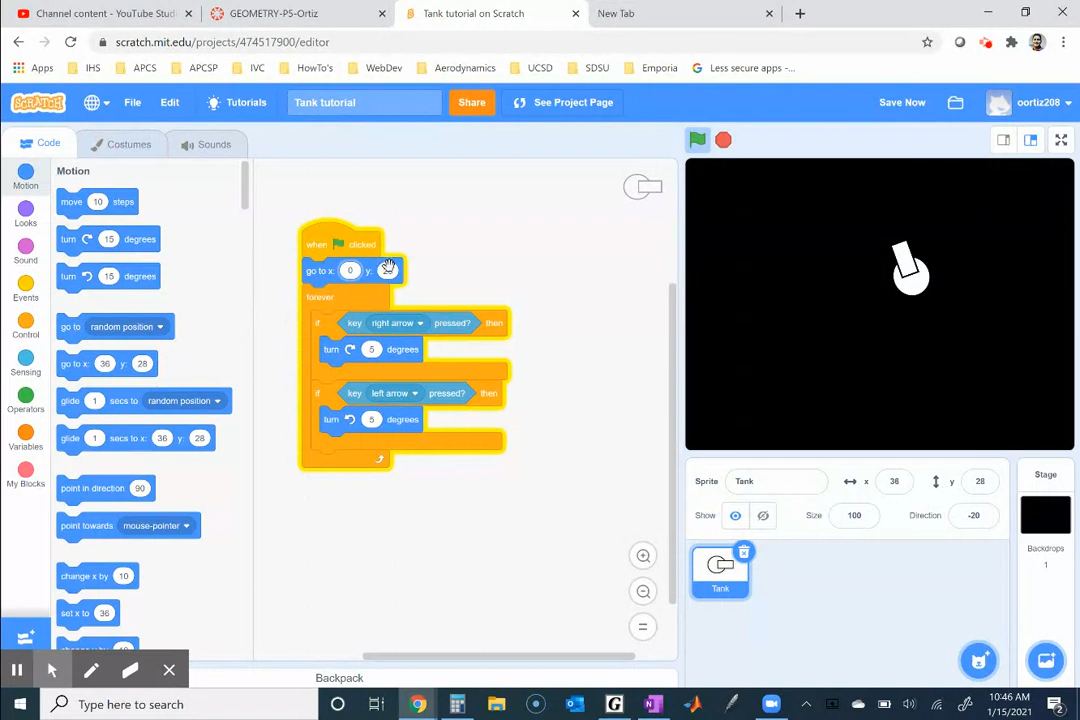 Channel content - YouTube Studi
GEOMETRY-P5-Ortiz
Tank tutorial on Scratch
New Tab
scratch.mit.edu/projects/474517900/editor
Apps
IHS
APCS
APCSP
IVC
HowTo's
WebDev
Aerodynamics
UCSD
SDSU
Emporia
Less secure apps -...
SCRATCH
File
Edit
Tutorials
Tank tutorial
Share
See Project Page
Save Now
oortiz208
Code
Costumes
Sounds
Motion
Looks
Sound
Events
Control
Sensing
Operators
Variables
My Blocks
Motion
move 10 steps
turn 15 degrees
turn 15 degrees
go to random position
go to x: 36 y: 28
glide 1 secs to random position
glide 1 secs to x: 36 y: 28
point in direction 90
point towards mouse-pointer
change x by 10
set x to 36
when clicked
go to x: 0 y:
forever
if key right arrow pressed? then
turn 5 degrees
if key left arrow pressed? then
turn 5 degrees
Backpack
Sprite Tank x 36 y 28
Show Size 100 Direction -20
Tank
Stage
Backdrops
1
Type here to search
10:46 AM
1/15/2021
2